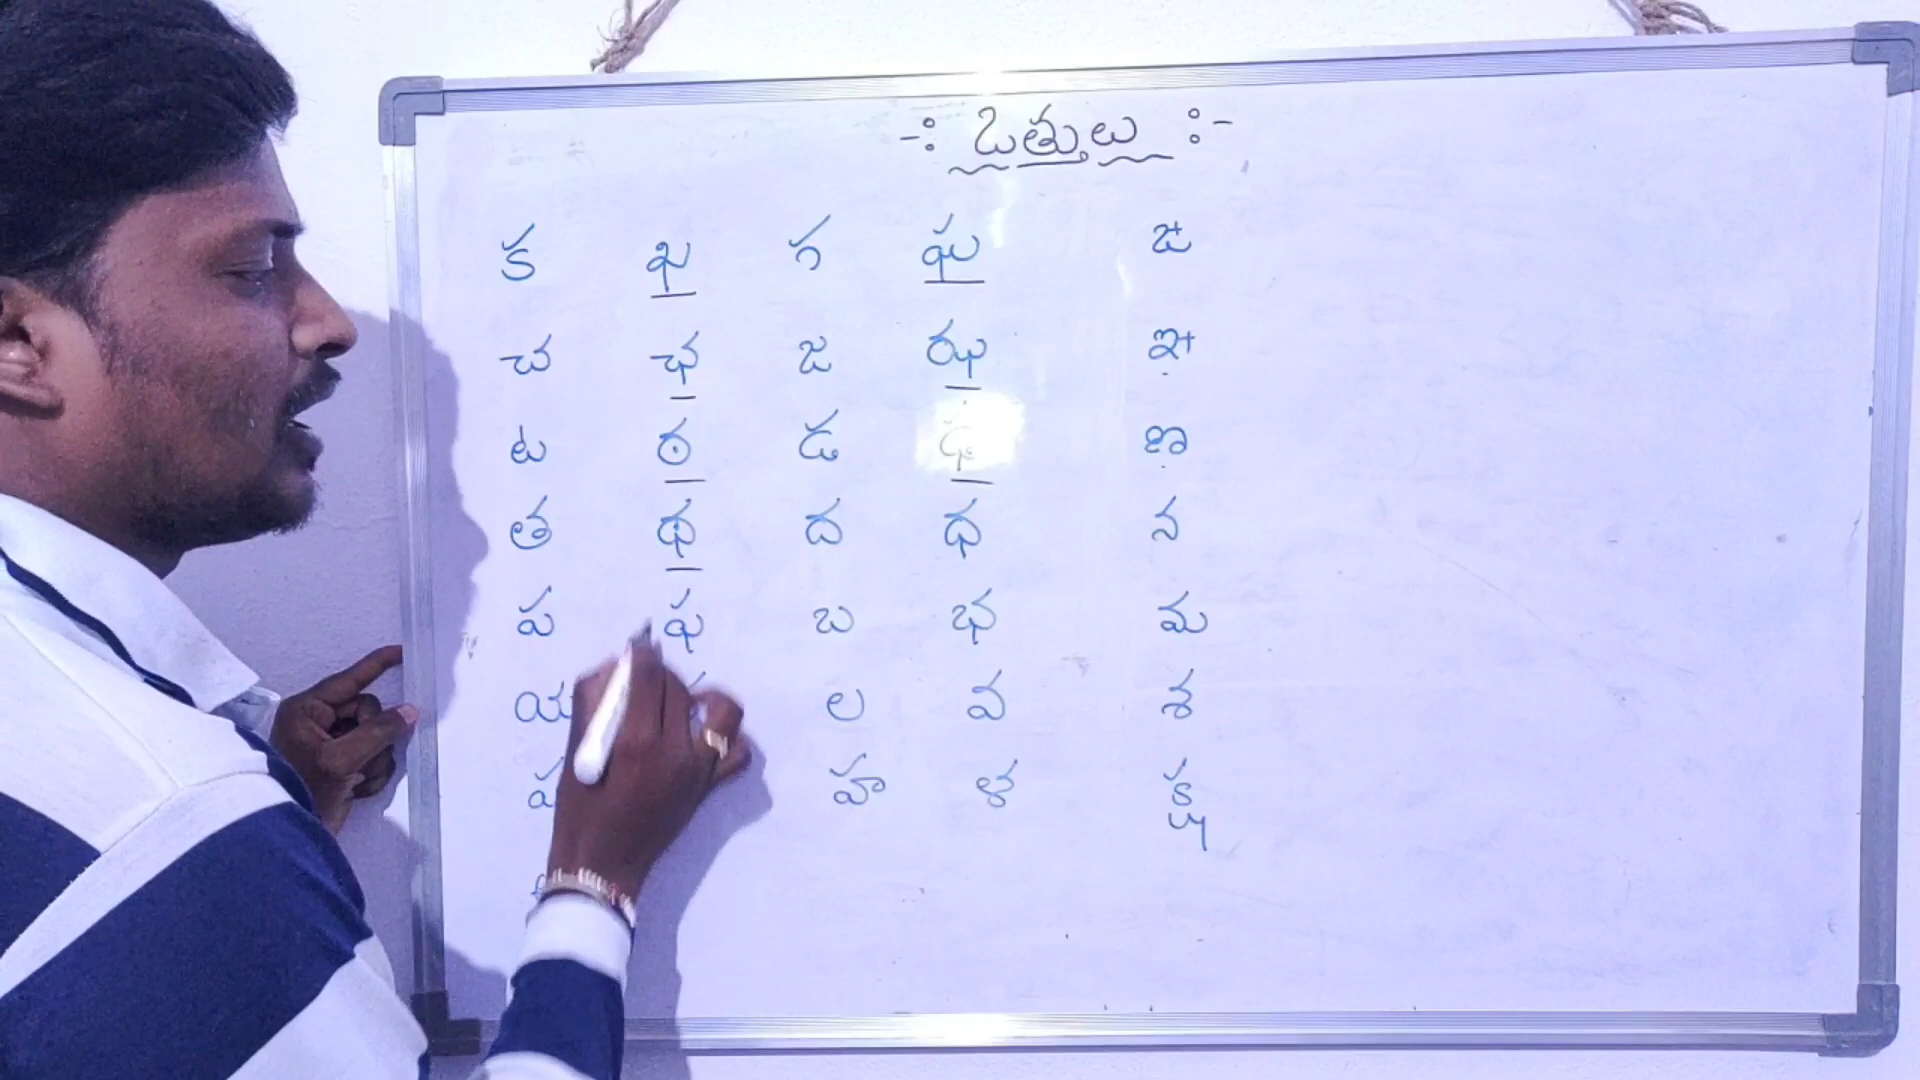 -: ఒత్తులు :-
క ఖ గ ఘ ఙ
చ ఛ జ ఝ ఞ
ట ఠ డ ఢ ణ
త థ ద ధ న
ప ఫ బ భ మ
య ల వ శ
హ ళ క్ష